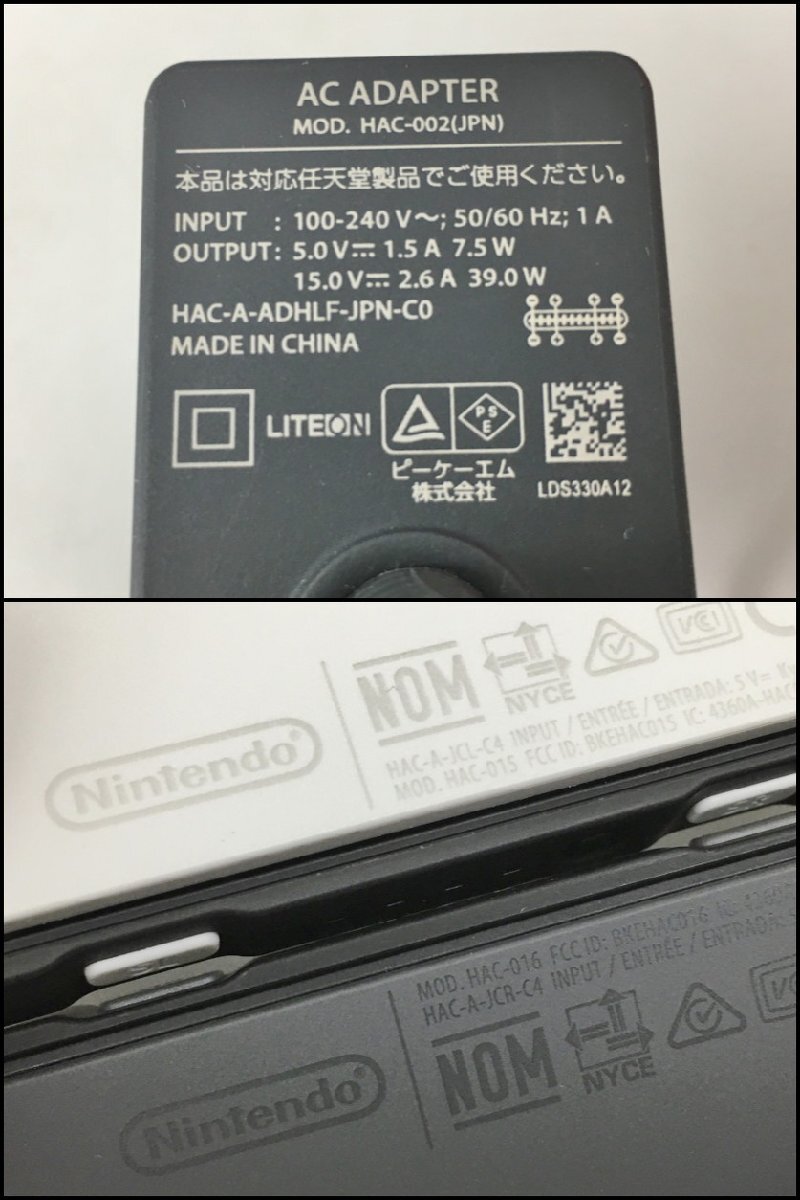 AC ADAPTER
MOD. HAC-002(JPN)
本品は対応任天堂製品でご使用ください。
INPUT : 100-240 V～; 50/60 Hz; 1 A
OUTPUT: 5.0 V⎓ 1.5 A 7.5 W
15.0 V⎓ 2.6 A 39.0 W
HAC-A-ADHLF-JPN-C0
MADE IN CHINA
LITEON
PSE
ピーケーエム
株式会社
LDS330A12
Nintendo®
NOM
NYCE
VCCI
HAC-A-JCL-C4 INPUT / ENTRÉE / ENTRADA: 5 V⎓
MOD. HAC-015 FCC ID: BKEHAC015 IC: 4360A-HAC
SL
MOD. HAC-016 FCC ID: BKEHAC016
HAC-A-JCR-C4 INPUT / ENTRÉE / ENTRADA:
Nintendo®
NOM
NYCE